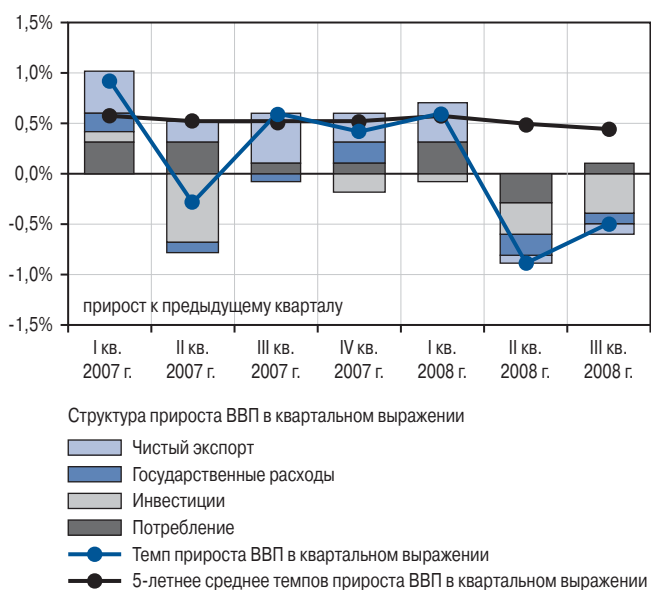 1,5%
1,0%
0,5%
0,0%
-0,5%
-1,0%
-1,5%
прирост к предыдущему кварталу
I кв. 2007 г.
II кв. 2007 г.
III кв. 2007 г.
IV кв. 2007 г.
I кв. 2008 г.
II кв. 2008 г.
III кв. 2008 г.
Структура прироста ВВП в квартальном выражении
Чистый экспорт
Государственные расходы
Инвестиции
Потребление
Темп прироста ВВП в квартальном выражении
5-летнее среднее темпов прироста ВВП в квартальном выражении